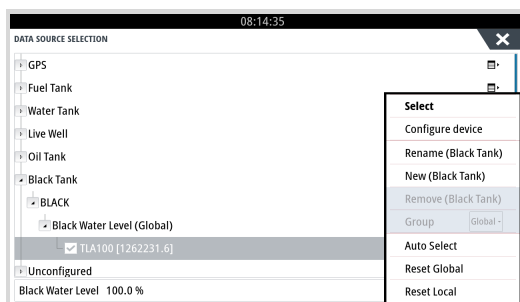 08:14:35
DATA SOURCE SELECTION
GPS
Fuel Tank
Water Tank
Live Well
Oil Tank
Black Tank
BLACK
Black Water Level (Global)
TLA100 [1262231.6]
Unconfigured
Black Water Level 100.0 %
Select
Configure device
Rename (Black Tank)
New (Black Tank)
Remove (Black Tank)
Group Global -
Auto Select
Reset Global
Reset Local